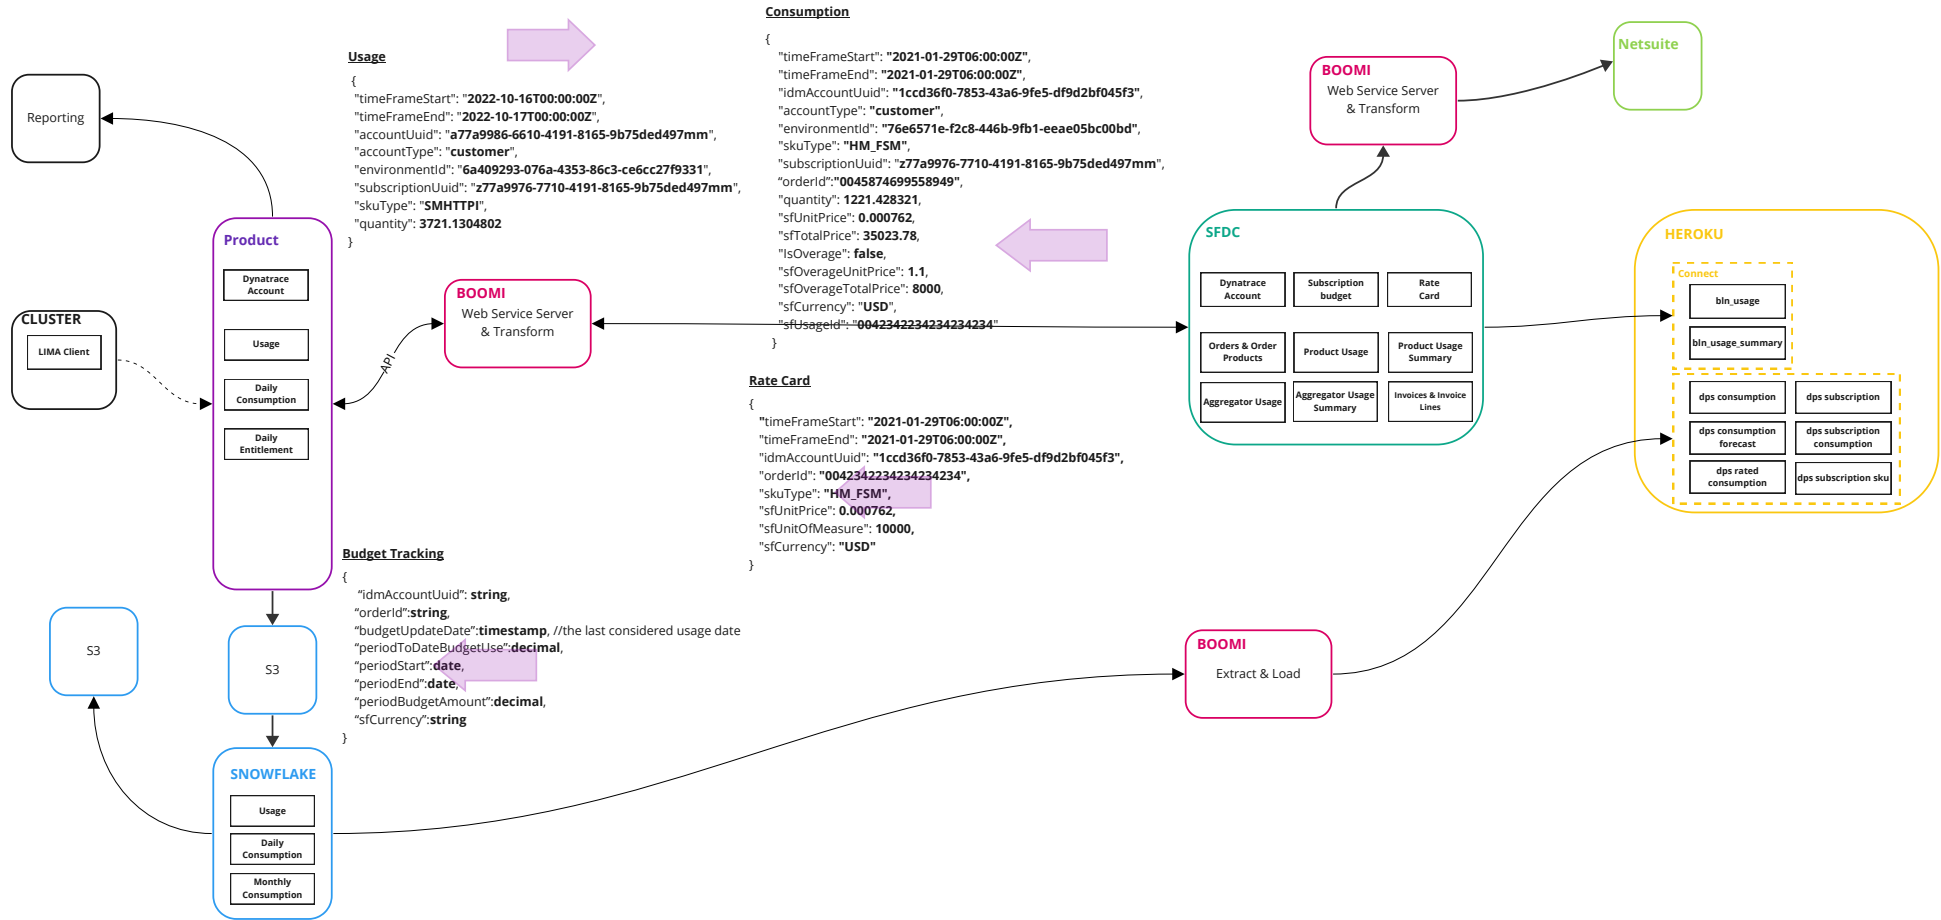 Consumption
{
"timeFrameStart": "2021-01-29T06:00:00Z",
"timeFrameEnd": "2021-01-29T06:00:00Z",
"idmAccountUuid": "1ccd36f0-7853-43a6-9fe5-df9d2bf045f3",
"accountType": "customer",
"environmentId": "76e6571e-f2c8-446b-9fb1-eeae05bc00bd",
"skuType": "HM_FSM",
"subscriptionUuid": "z77a9976-7710-4191-8165-9b75ded497mm",
“orderId”:"0045874699558949",
"quantity": 1221.428321,
"sfUnitPrice": 0.000762,
"sfTotalPrice": 35023.78,
"IsOverage": false,
"sfOverageUnitPrice": 1.1,
"sfOverageTotalPrice": 8000,
"sfCurrency": "USD",
"sfUsageId": "0042342234234234234"
}
Usage
{
"timeFrameStart": "2022-10-16T00:00:00Z",
"timeFrameEnd": "2022-10-17T00:00:00Z",
"accountUuid": "a77a9986-6610-4191-8165-9b75ded497mm",
"accountType": "customer",
"environmentId": "6a409293-076a-4353-86c3-ce6cc27f9331",
"subscriptionUuid": "z77a9976-7710-4191-8165-9b75ded497mm",
"skuType": "SMHTTPI",
"quantity": 3721.1304802
}
Reporting
Product
Dynatrace
Account
Usage
Daily
Consumption
Daily
Entitlement
CLUSTER
LIMA Client
API
BOOMI
Web Service Server
& Transform
BOOMI
Web Service Server
& Transform
Netsuite
SFDC
Dynatrace
Account
Subscription
budget
Rate
Card
Orders & Order
Products
Product Usage
Product Usage
Summary
Aggregator Usage
Aggregator Usage
Summary
Invoices & Invoice
Lines
HEROKU
Connect
bln_usage
bln_usage_summary
dps consumption
dps subscription
dps consumption
forecast
dps subscription
consumption
dps rated
consumption
dps subscription sku
Rate Card
{
"timeFrameStart": "2021-01-29T06:00:00Z",
"timeFrameEnd": "2021-01-29T06:00:00Z",
"idmAccountUuid": "1ccd36f0-7853-43a6-9fe5-df9d2bf045f3",
"orderId": "0042342234234234234",
"skuType": "HM_FSM",
"sfUnitPrice": 0.000762,
"sfUnitOfMeasure": 10000,
"sfCurrency": "USD"
}
Budget Tracking
{
“idmAccountUuid”: string,
“orderId”:string,
“budgetUpdateDate”:timestamp, //the last considered usage date
“periodToDateBudgetUse”:decimal,
“periodStart”:date,
“periodEnd”:date,
“periodBudgetAmount”:decimal,
“sfCurrency”:string
}
S3
S3
BOOMI
Extract & Load
SNOWFLAKE
Usage
Daily
Consumption
Monthly
Consumption